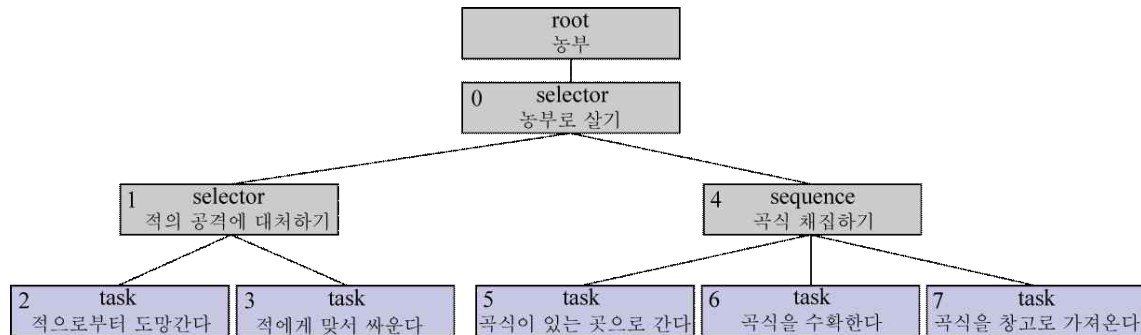 root
농부
0 selector
농부로 살기
1 selector
적의 공격에 대처하기
4 sequence
곡식 채집하기
2 task
적으로부터 도망간다
3 task
적에게 맞서 싸운다
5 task
곡식이 있는 곳으로 간다
6 task
곡식을 수확한다
7 task
곡식을 창고로 가져온다